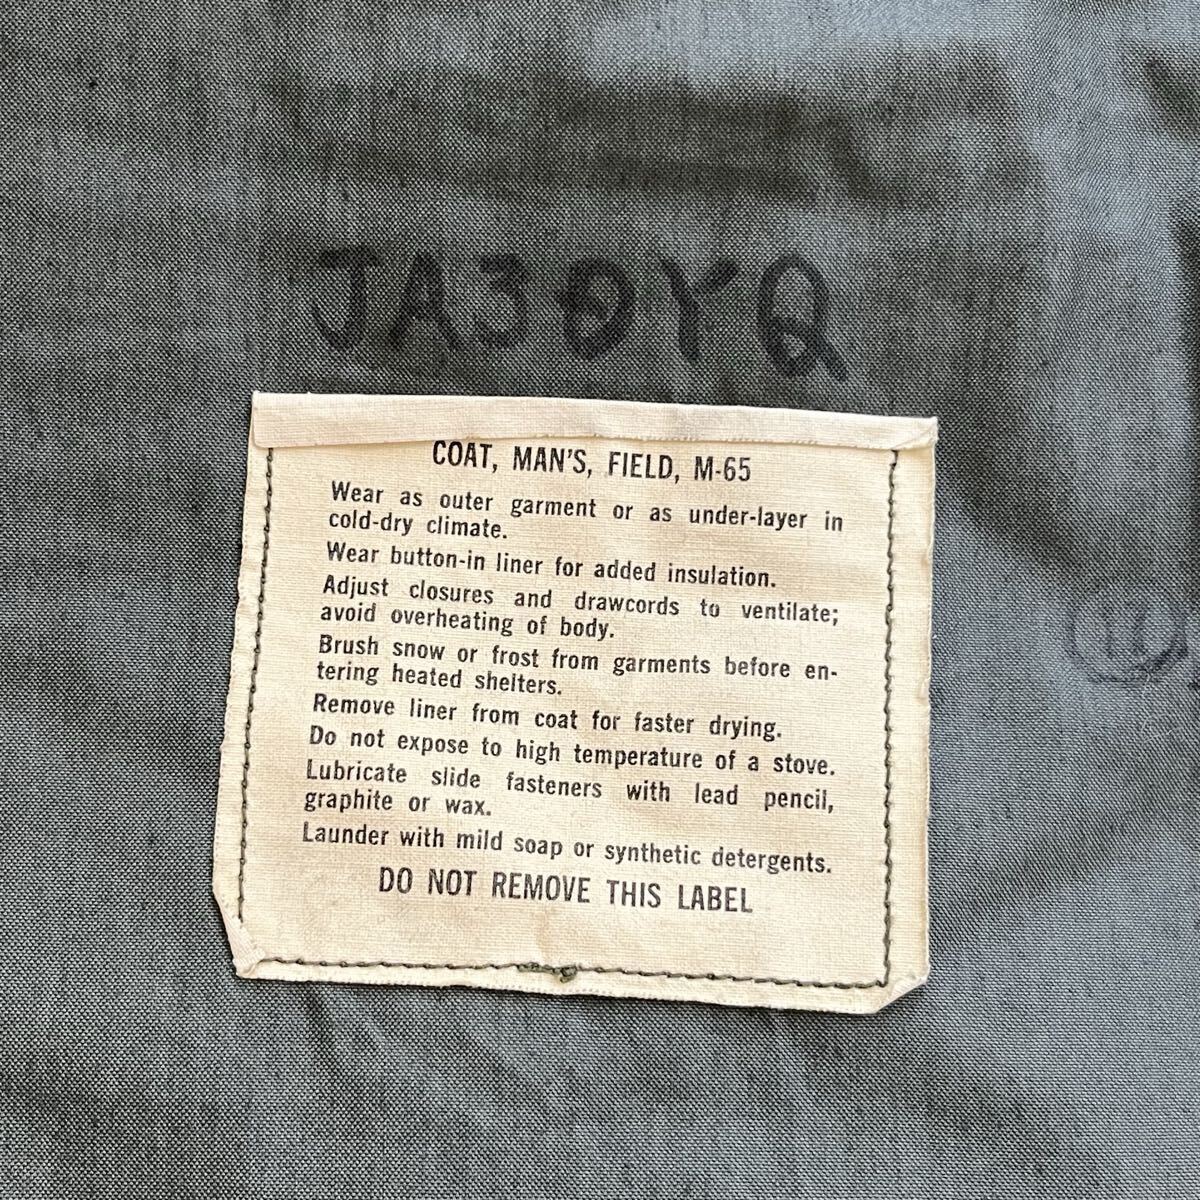 JA30YQ
COAT, MAN'S, FIELD, M-65
Wear as outer garment or as under-layer in
cold-dry climate.
Wear button-in liner for added insulation.
Adjust closures and drawcords to ventilate;
avoid overheating of body.
Brush snow or frost from garments before en-
tering heated shelters.
Remove liner from coat for faster drying.
Do not expose to high temperature of a stove.
Lubricate slide fasteners with lead pencil,
graphite or wax.
Launder with mild soap or synthetic detergents.
DO NOT REMOVE THIS LABEL